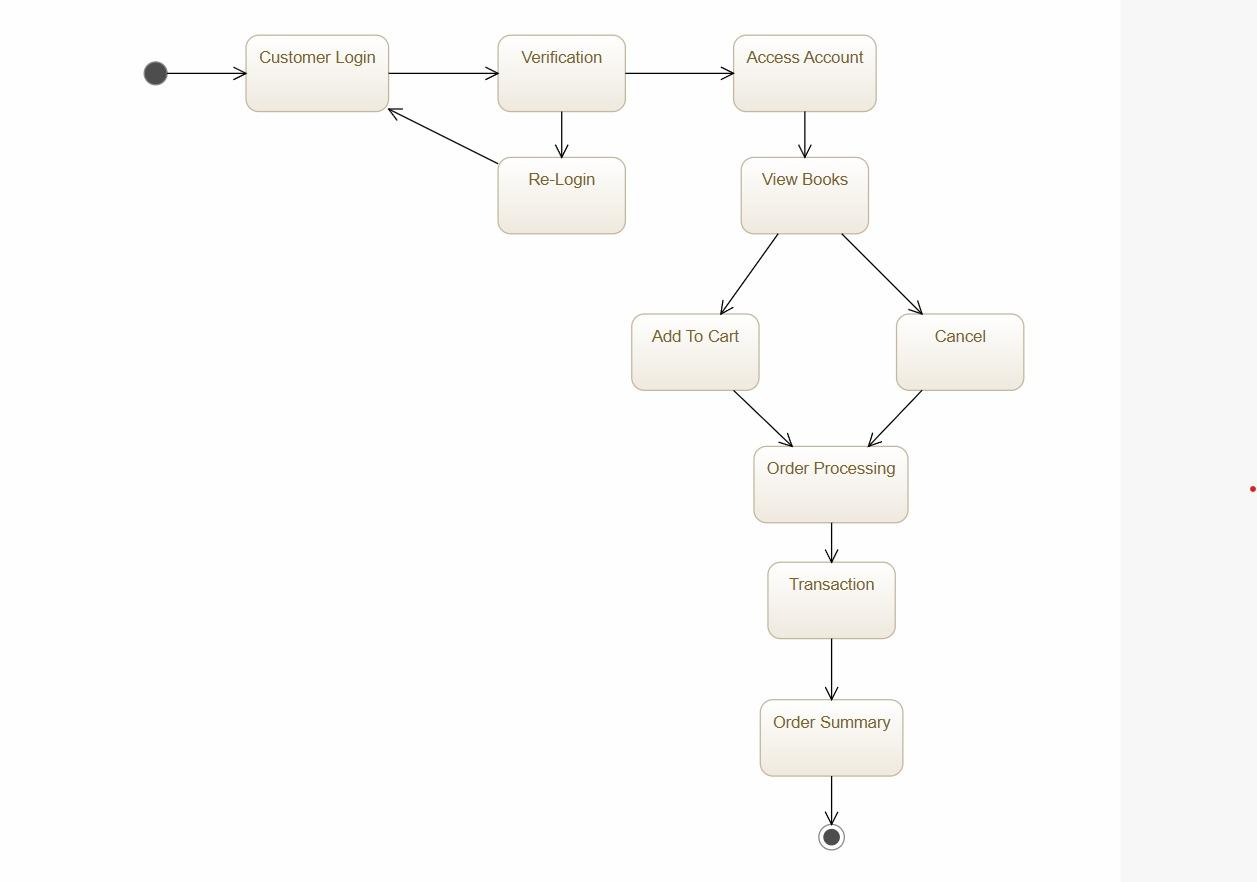 Customer Login
Verification
Access Account
Re-Login
View Books
Add To Cart
Cancel
Order Processing
Transaction
Order Summary